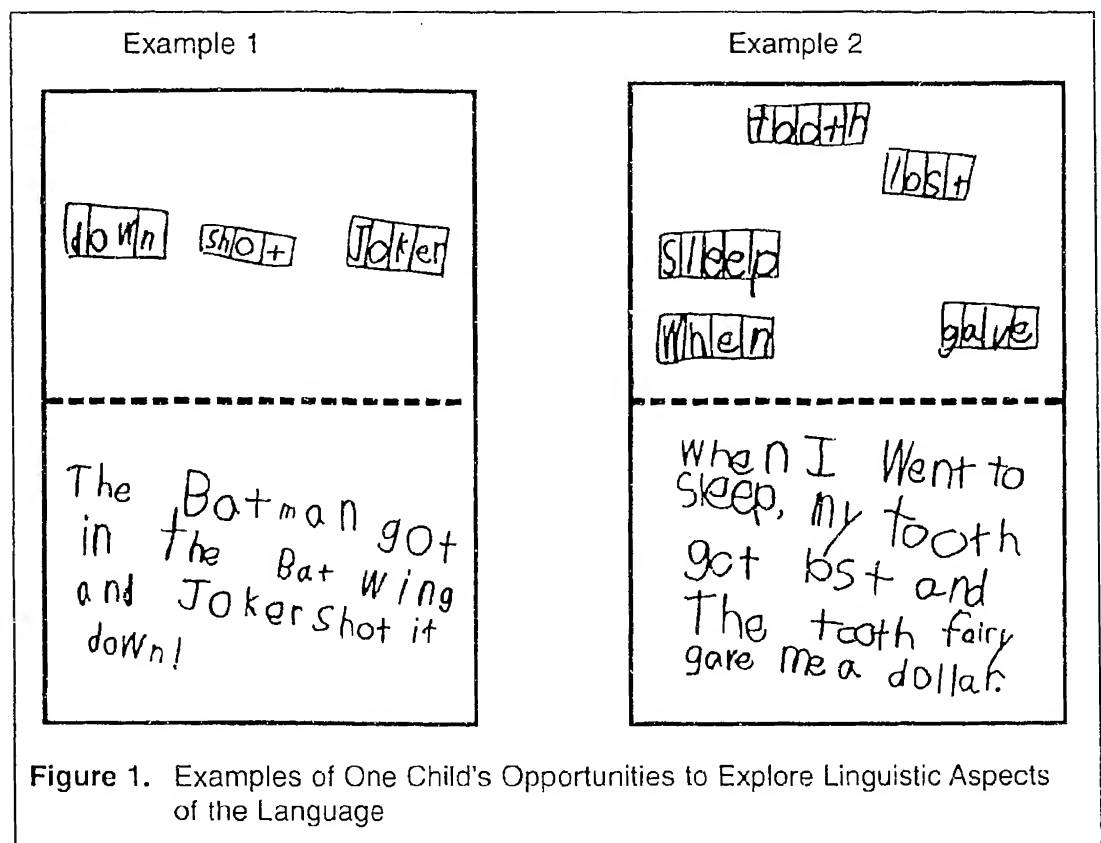 Example 1
Example 2
down shot Joker
The Batman got
in the Bat Wing
and Joker shot it
down!
tooth
lost
sleep
When gave
when I Went to
sleep, my tooth
got lost and
The tooth fairy
gave me a dollar.
Figure 1. Examples of One Child's Opportunities to Explore Linguistic Aspects
of the Language